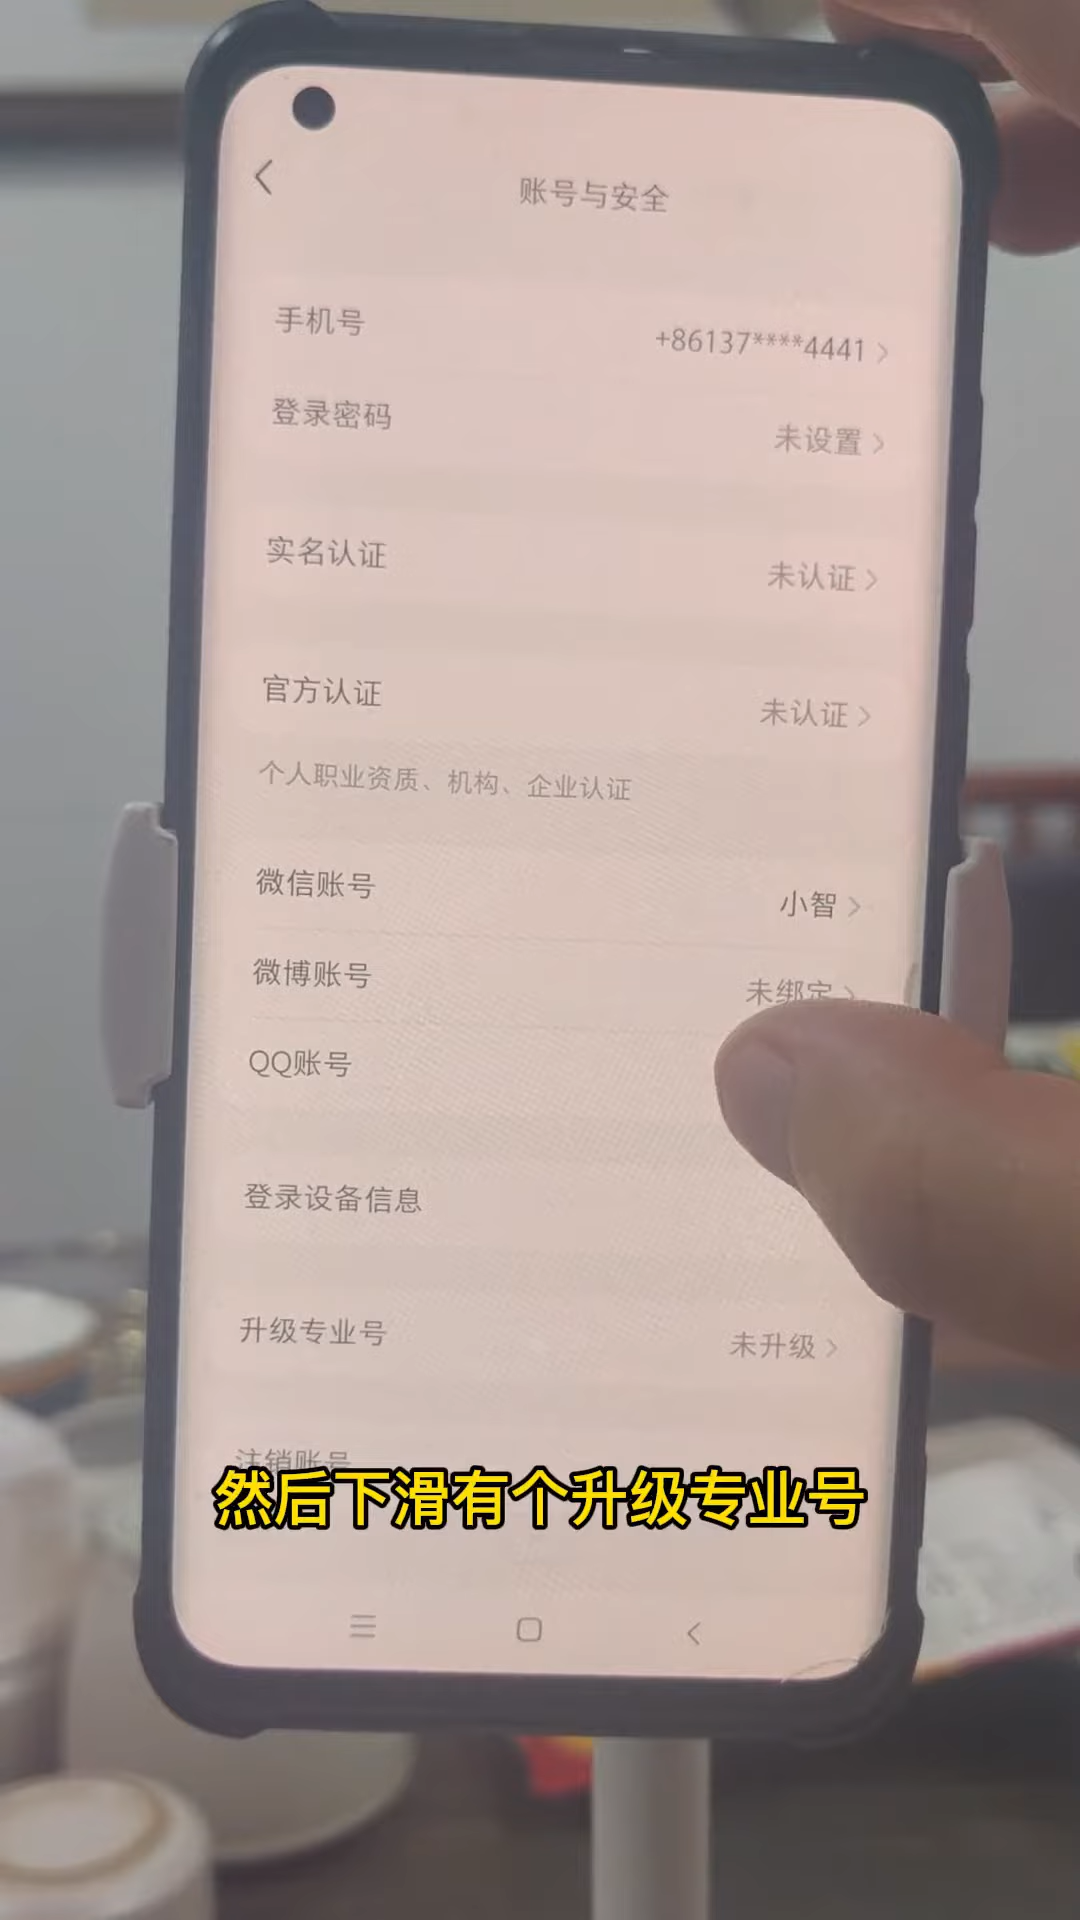 账号与安全
手机号 +86137****4441
登录密码 未设置
实名认证 未认证
官方认证 未认证
个人职业资质、机构、企业认证
微信账号 小智
微博账号 未绑定
QQ账号
登录设备信息
升级专业号 未升级
注销账号
然后下滑有个升级专业号